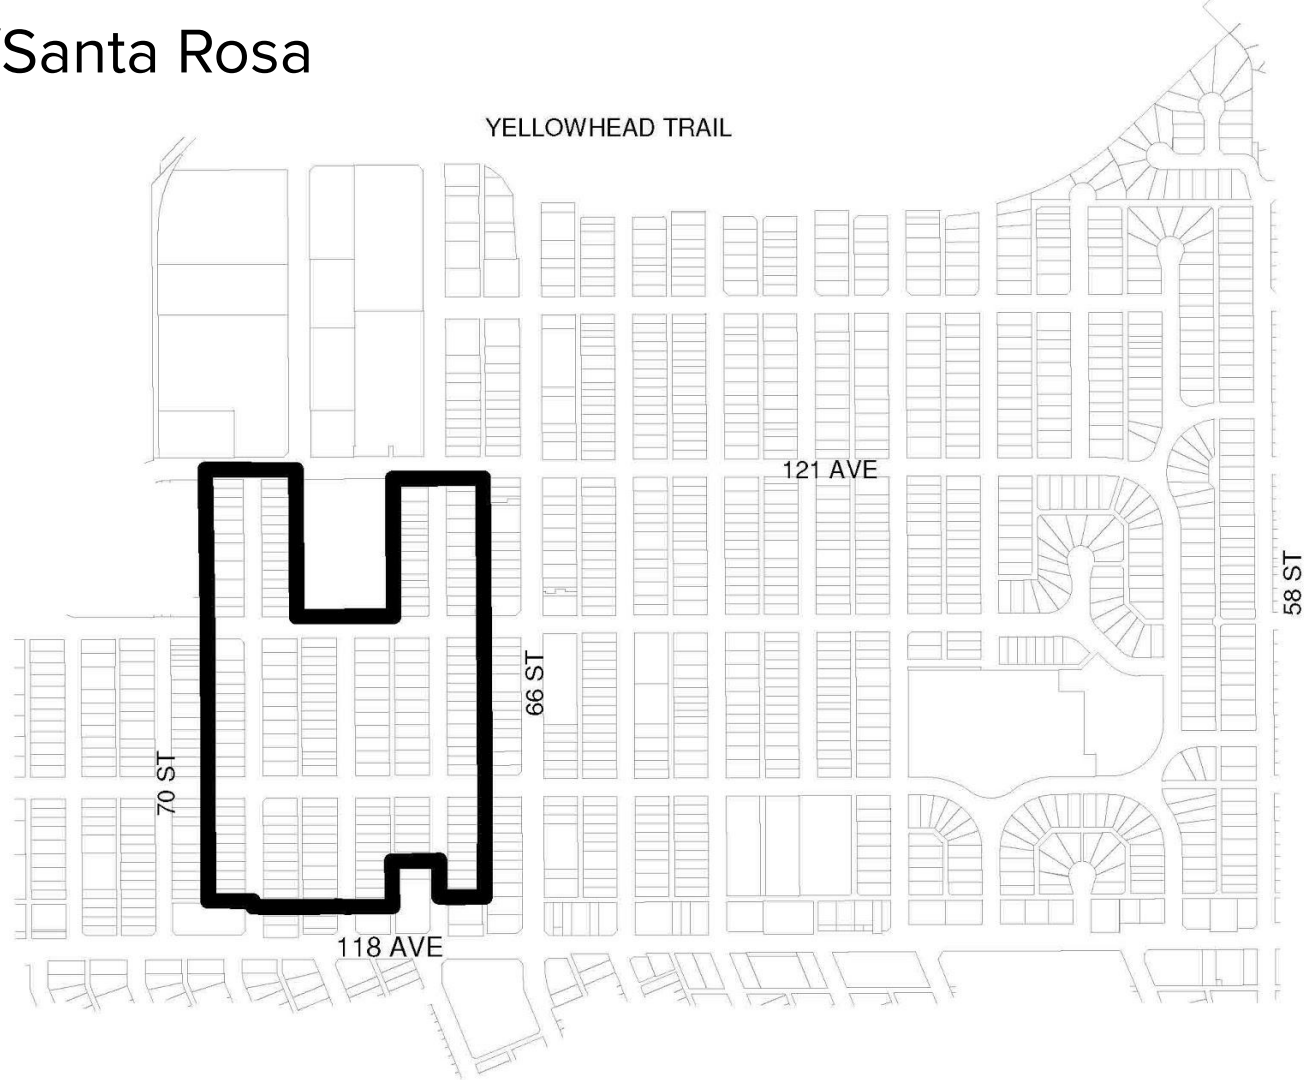 /Santa Rosa
YELLOWHEAD TRAIL
121 AVE
58 ST
66 ST
70 ST
118 AVE